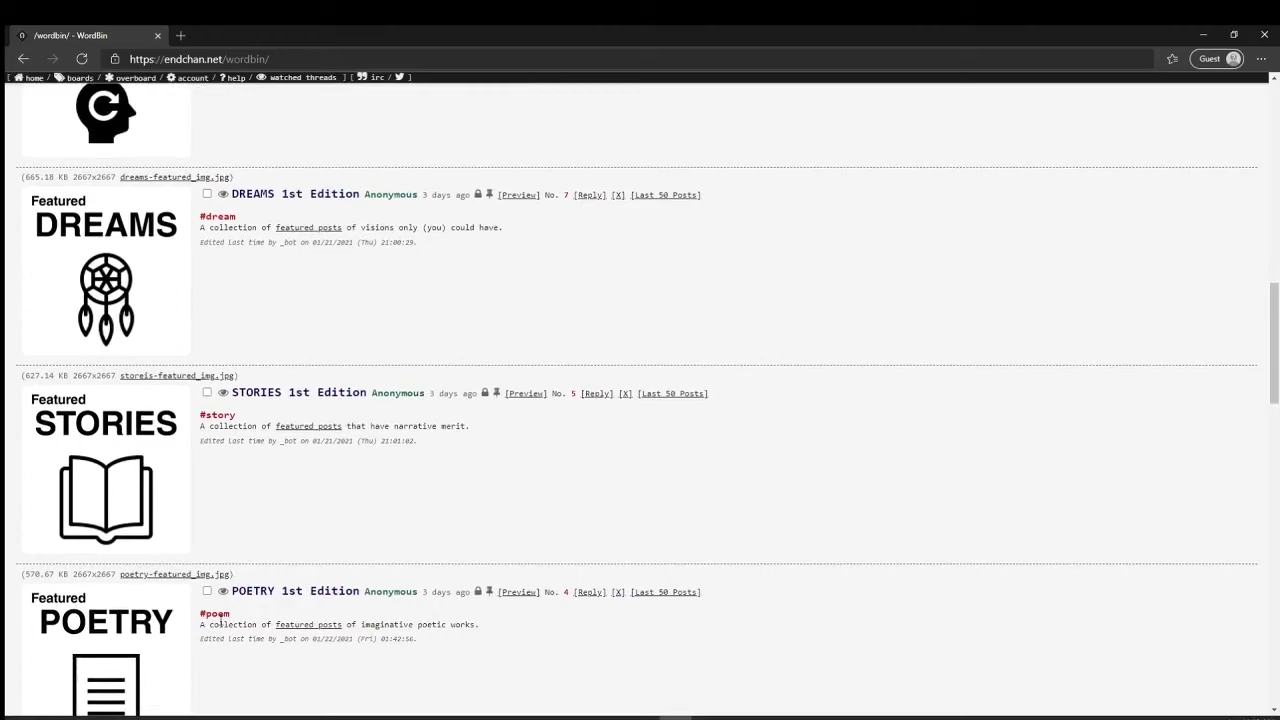 /wordbin/ - WordBin
https://endchan.net/wordbin/
Guest
[ home / boards / overboard / account / ? help / watched threads ] [ irc / ]
(665.18 KB 2667x2667 dreams-featured_img.jpg)
Featured
DREAMS
DREAMS 1st Edition Anonymous 3 days ago [Preview] No. 7 [Reply] [X] [Last 50 Posts]
#dream
A collection of featured posts of visions only (you) could have.
Edited last time by _bot on 01/21/2021 (Thu) 21:00:29.
(627.14 KB 2667x2667 storeis-featured_img.jpg)
Featured
STORIES
STORIES 1st Edition Anonymous 3 days ago [Preview] No. 5 [Reply] [X] [Last 50 Posts]
#story
A collection of featured posts that have narrative merit.
Edited last time by _bot on 01/21/2021 (Thu) 21:01:02.
(570.67 KB 2667x2667 poetry-featured_img.jpg)
Featured
POETRY
POETRY 1st Edition Anonymous 3 days ago [Preview] No. 4 [Reply] [X] [Last 50 Posts]
#poem
A collection of featured posts of imaginative poetic works.
Edited last time by _bot on 01/22/2021 (Fri) 01:42:56.